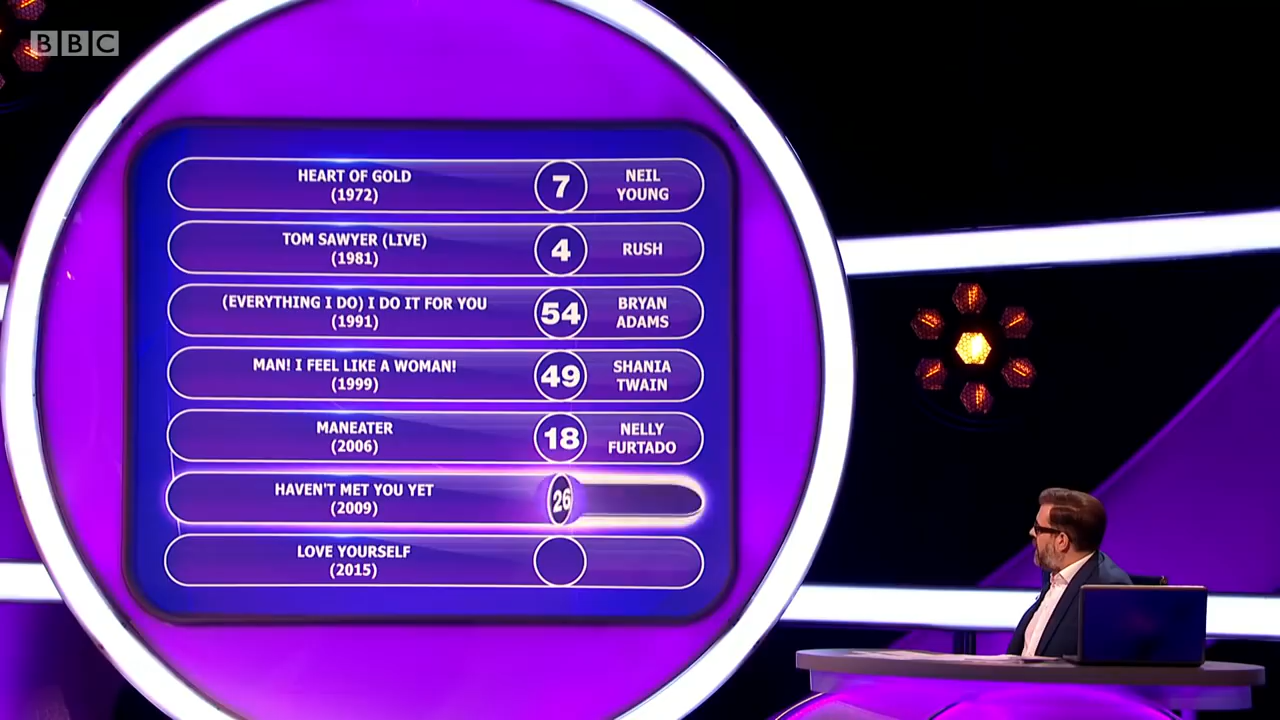 BBC
HEART OF GOLD
(1972)
7
NEIL
YOUNG
TOM SAWYER (LIVE)
(1981)
4
RUSH
(EVERYTHING I DO) I DO IT FOR YOU
(1991)
54
BRYAN
ADAMS
MAN! I FEEL LIKE A WOMAN!
(1999)
49
SHANIA
TWAIN
MANEATER
(2006)
18
NELLY
FURTADO
HAVEN'T MET YOU YET
(2009)
26
LOVE YOURSELF
(2015)